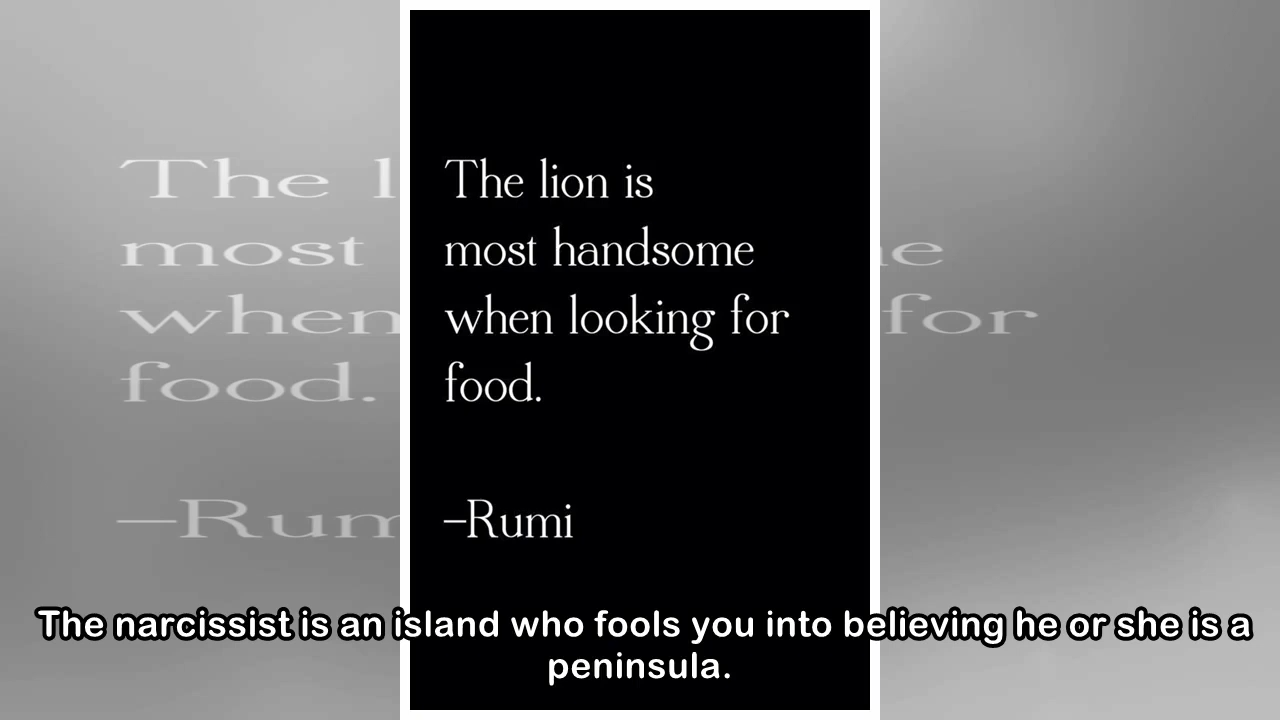 The lion is
most handsome
when looking for
food.
–Rumi
The narcissist is an island who fools you into believing he or she is a
peninsula.